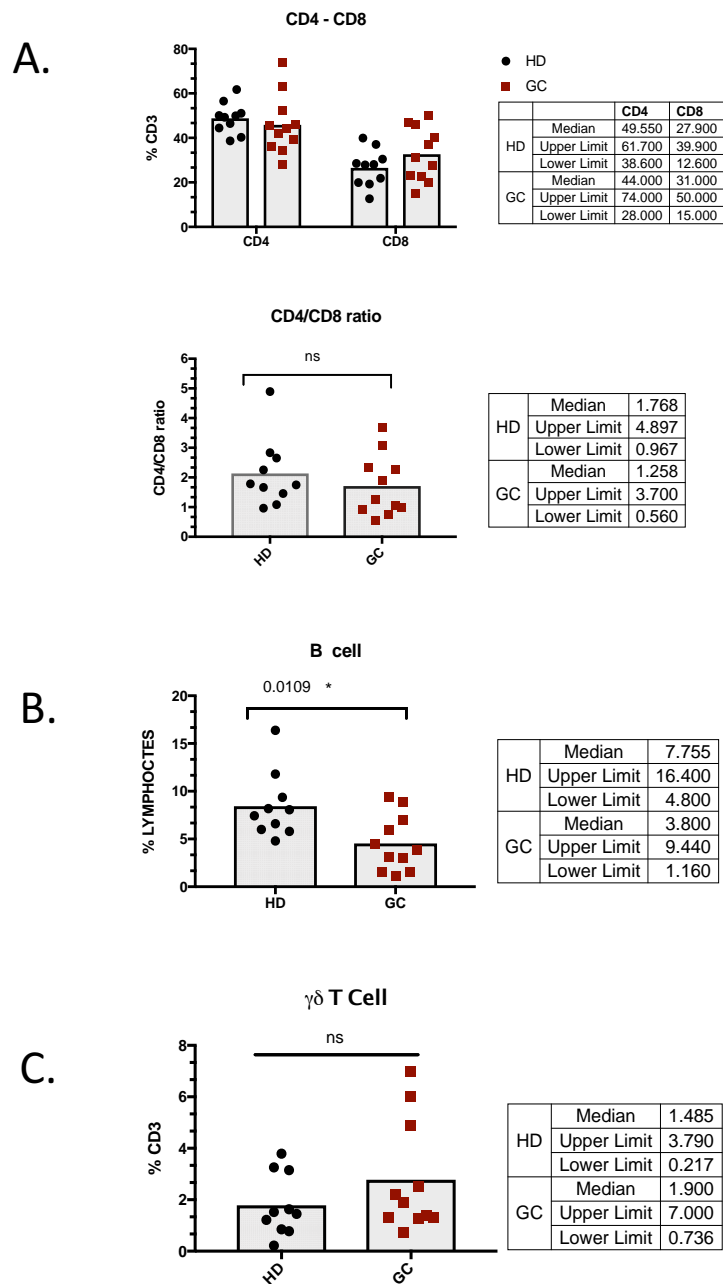 A.
CD4 - CD8
HD
GC
% CD3
80
60
40
20
0
CD4 CD8
CD4 CD8
HD Median 49.550 27.900
Upper Limit 61.700 39.900
Lower Limit 38.600 12.600
GC Median 44.000 31.000
Upper Limit 74.000 50.000
Lower Limit 28.000 15.000
CD4/CD8 ratio
ns
CD4/CD8 ratio
6
5
4
3
2
1
0
HD GC
HD Median 1.768
Upper Limit 4.897
Lower Limit 0.967
GC Median 1.258
Upper Limit 3.700
Lower Limit 0.560
B.
B cell
0.0109 *
% LYMPHOCTES
20
15
10
5
0
HD GC
HD Median 7.755
Upper Limit 16.400
Lower Limit 4.800
GC Median 3.800
Upper Limit 9.440
Lower Limit 1.160
C.
γδ T Cell
ns
% CD3
8
6
4
2
0
HD GC
HD Median 1.485
Upper Limit 3.790
Lower Limit 0.217
GC Median 1.900
Upper Limit 7.000
Lower Limit 0.736